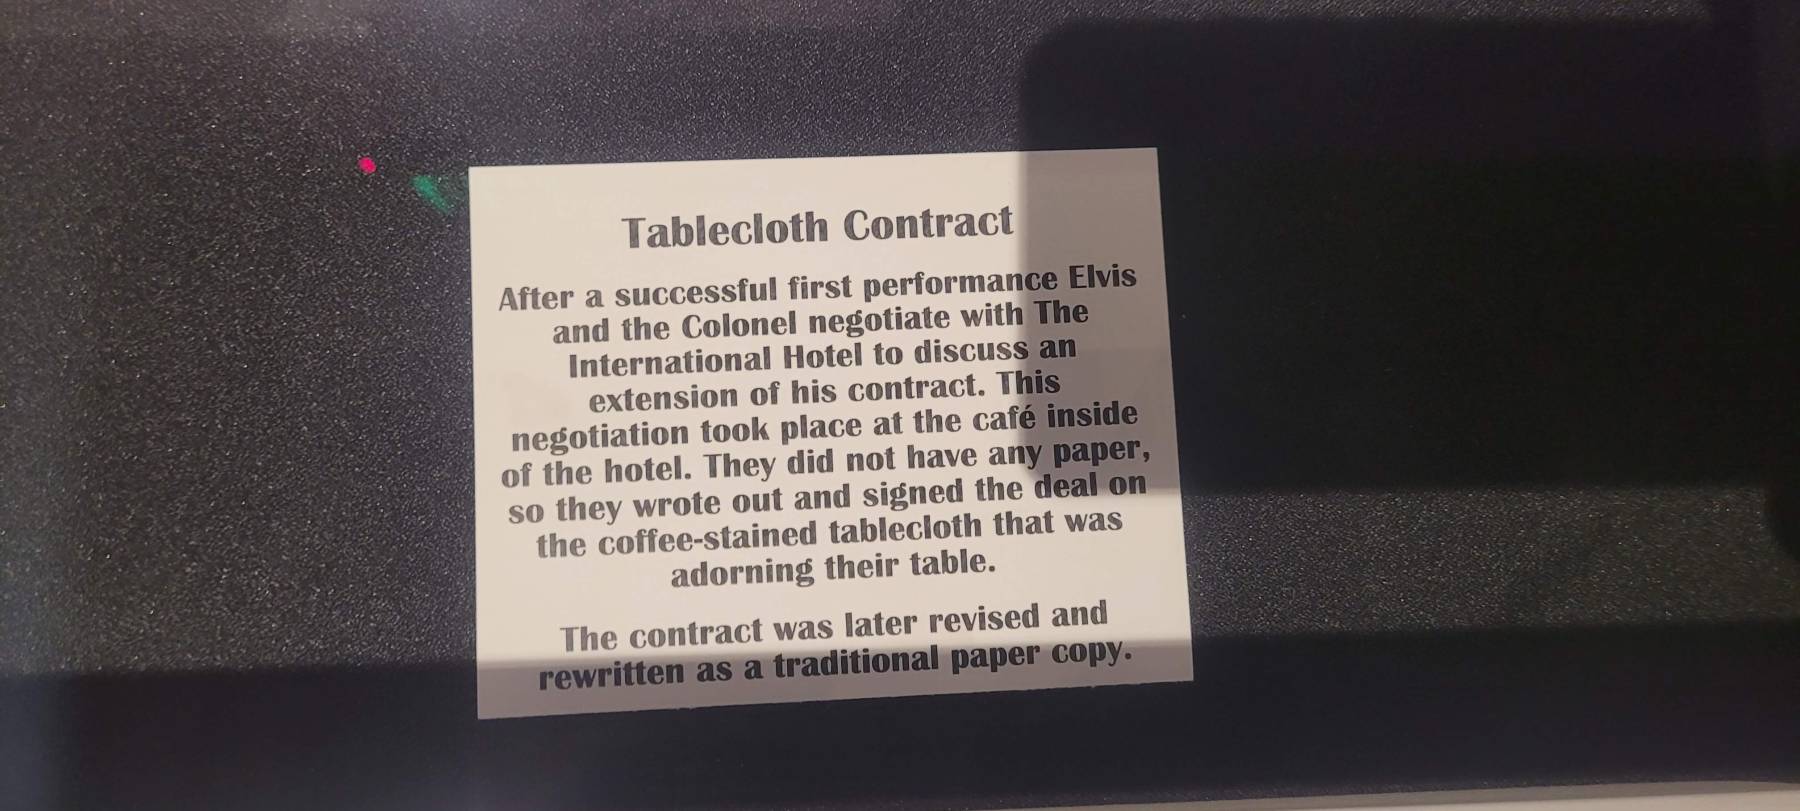 Tablecloth Contract
After a successful first performance Elvis
and the Colonel negotiate with The
International Hotel to discuss an
extension of his contract. This
negotiation took place at the café inside
of the hotel. They did not have any paper,
so they wrote out and signed the deal on
the coffee-stained tablecloth that was
adorning their table.
The contract was later revised and
rewritten as a traditional paper copy.